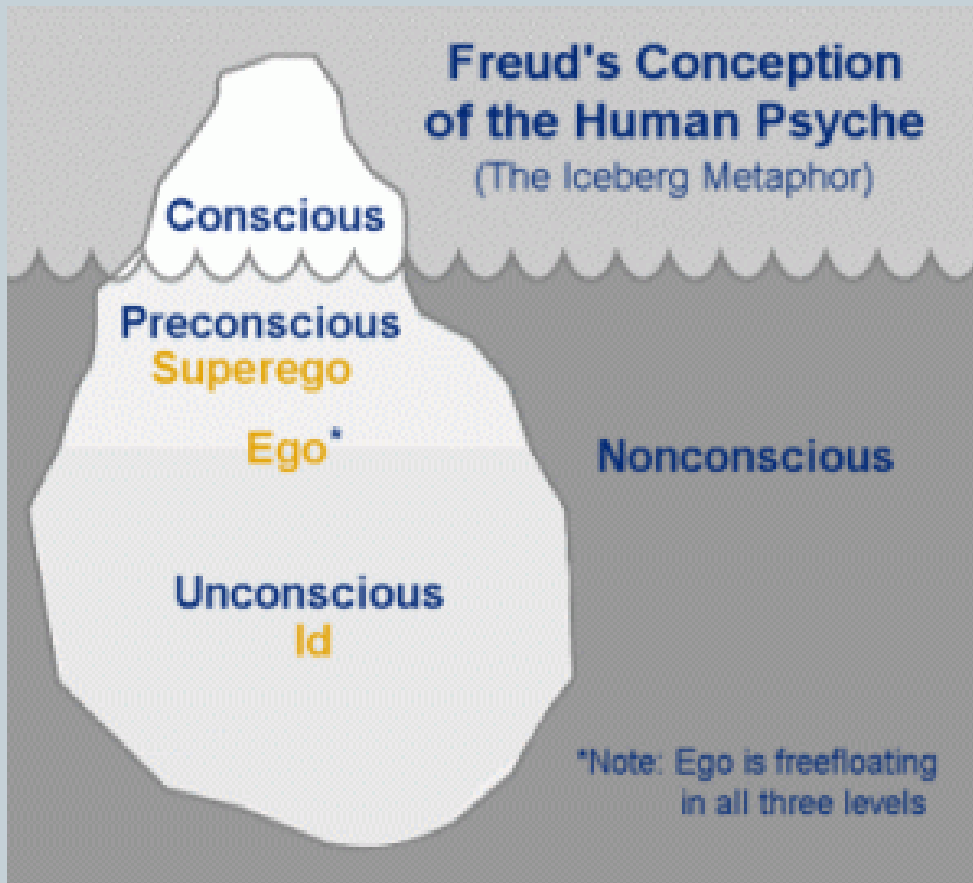 Freud's Conception
of the Human Psyche
(The Iceberg Metaphor)
Conscious
Preconscious
Superego
Ego*
Nonconscious
Unconscious
Id
*Note: Ego is freefloating
in all three levels